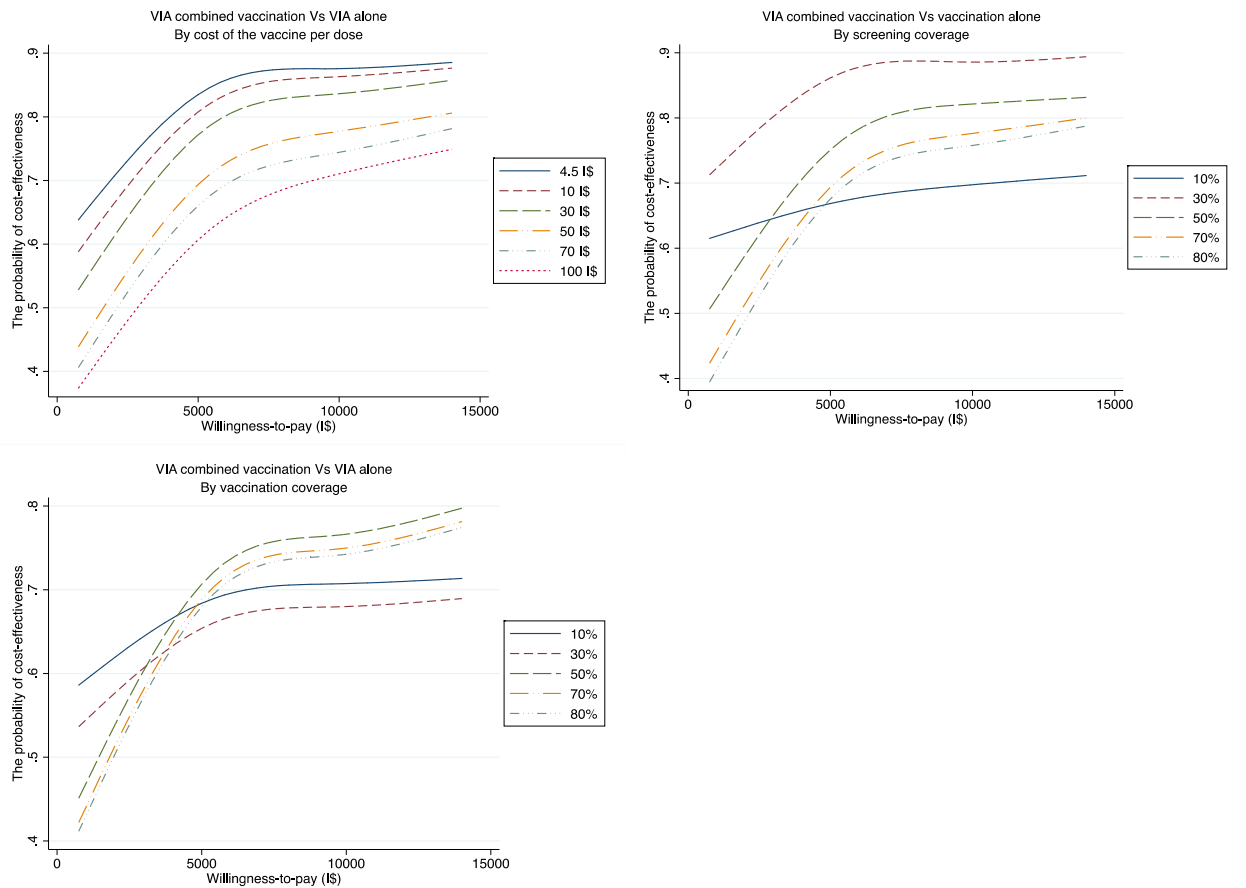 VIA combined vaccination Vs VIA alone
By cost of the vaccine per dose
The probability of cost-effectiveness
.9
.8
.7
.6
.5
.4
0 5000 10000 15000
Willingness-to-pay (I$)
4.5 I$
10 I$
30 I$
50 I$
70 I$
100 I$
VIA combined vaccination Vs vaccination alone
By screening coverage
The probability of cost-effectiveness
.9
.8
.7
.6
.5
.4
0 5000 10000 15000
Willingness-to-pay (I$)
10%
30%
50%
70%
80%
VIA combined vaccination Vs VIA alone
By vaccination coverage
The probability of cost-effectiveness
.8
.7
.6
.5
.4
0 5000 10000 15000
Willingness-to-pay (I$)
10%
30%
50%
70%
80%